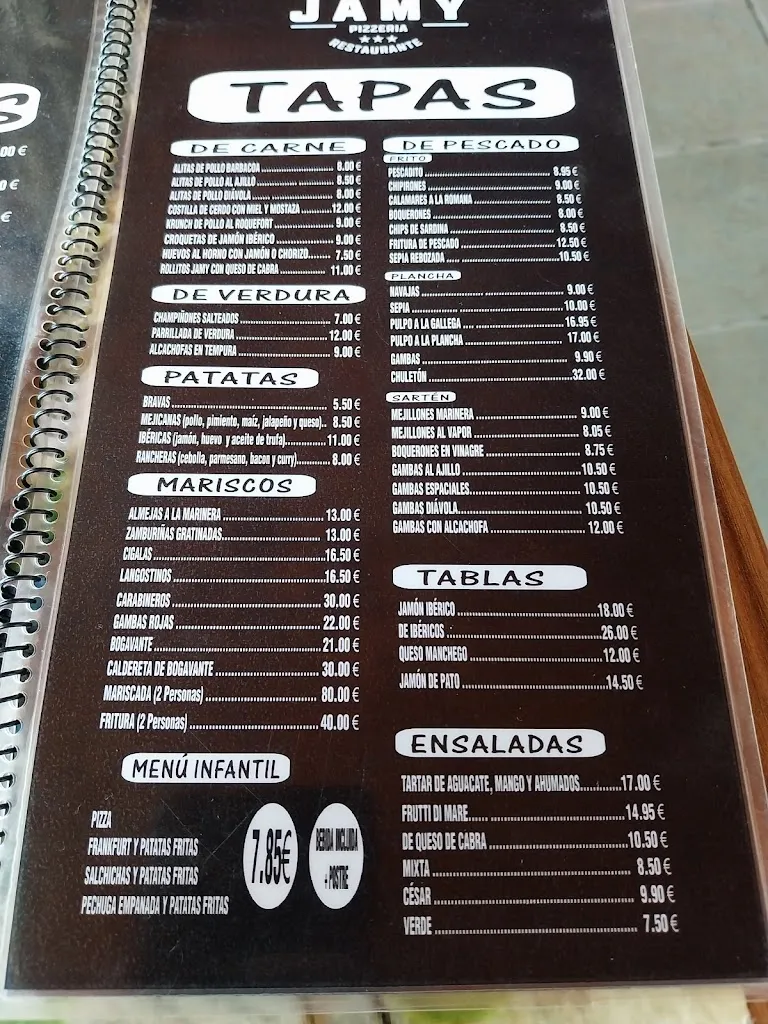 S
.00 €
0 €
€
JAMY
PIZZERIA
RESTAURANTE
TAPAS
DE CARNE
ALITAS DE POLLO BARBACOA 8.00 €
ALITAS DE POLLO AL AJILLO 8.50 €
ALITAS DE POLLO DIÁVOLA 8.00 €
COSTILLA DE CERDO CON MIEL Y MOSTAZA 12.00 €
KRUNCH DE POLLO AL ROQUEFORT 9.00 €
CROQUETAS DE JAMÓN IBÉRICO 9.00 €
HUEVOS AL HORNO CON JAMÓN O CHORIZO 7.50 €
ROLLITOS JAMY CON QUESO DE CABRA 11.00 €
DE VERDURA
CHAMPIÑONES SALTEADOS 7.00 €
PARRILLADA DE VERDURA 12.00 €
ALCACHOFAS EN TEMPURA 9.00 €
PATATAS
BRAVAS 5.50 €
MEJICANAS (pollo, pimiento, maíz, jalapeño y queso) 8.50 €
IBÉRICAS (jamón, huevo y aceite de trufa) 11.00 €
RANCHERAS (cebolla, parmesano, bacon y curry) 8.00 €
MARISCOS
ALMEJAS A LA MARINERA 13.00 €
ZAMBURIÑAS GRATINADAS 13.00 €
CIGALAS 16.50 €
LANGOSTINOS 16.50 €
CARABINEROS 30.00 €
GAMBAS ROJAS 22.00 €
BOGAVANTE 21.00 €
CALDERETA DE BOGAVANTE 30.00 €
MARISCADA (2 Personas) 80.00 €
FRITURA (2 Personas) 40.00 €
MENÚ INFANTIL
PIZZA
FRANKFURT Y PATATAS FRITAS
SALCHICHAS Y PATATAS FRITAS
PECHUGA EMPANADA Y PATATAS FRITAS
7.85€
BEBIDA INCLUIDA
+ POSTRE
DE PESCADO
FRITO
PESCADITO 8.95 €
CHIPIRONES 9.00 €
CALAMARES A LA ROMANA 8.50 €
BOQUERONES 8.00 €
CHIPS DE SARDINA 8.50 €
FRITURA DE PESCADO 12.50 €
SEPIA REBOZADA 10.50 €
PLANCHA
NAVAJAS 9.00 €
SEPIA 10.00 €
PULPO A LA GALLEGA 16.95 €
PULPO A LA PLANCHA 17.00 €
GAMBAS 9.90 €
CHULETÓN 32.00 €
SARTÉN
MEJILLONES MARINERA 9.00 €
MEJILLONES AL VAPOR 8.05 €
BOQUERONES EN VINAGRE 8.75 €
GAMBAS AL AJILLO 10.50 €
GAMBAS ESPECIALES 10.50 €
GAMBAS DIÁVOLA 10.50 €
GAMBAS CON ALCACHOFA 12.00 €
TABLAS
JAMÓN IBÉRICO 18.00 €
DE IBÉRICOS 26.00 €
QUESO MANCHEGO 12.00 €
JAMÓN DE PATO 14.50 €
ENSALADAS
TARTAR DE AGUACATE, MANGO Y AHUMADOS 17.00 €
FRUTTI DI MARE 14.95 €
DE QUESO DE CABRA 10.50 €
MIXTA 8.50 €
CÉSAR 9.90 €
VERDE 7.50 €